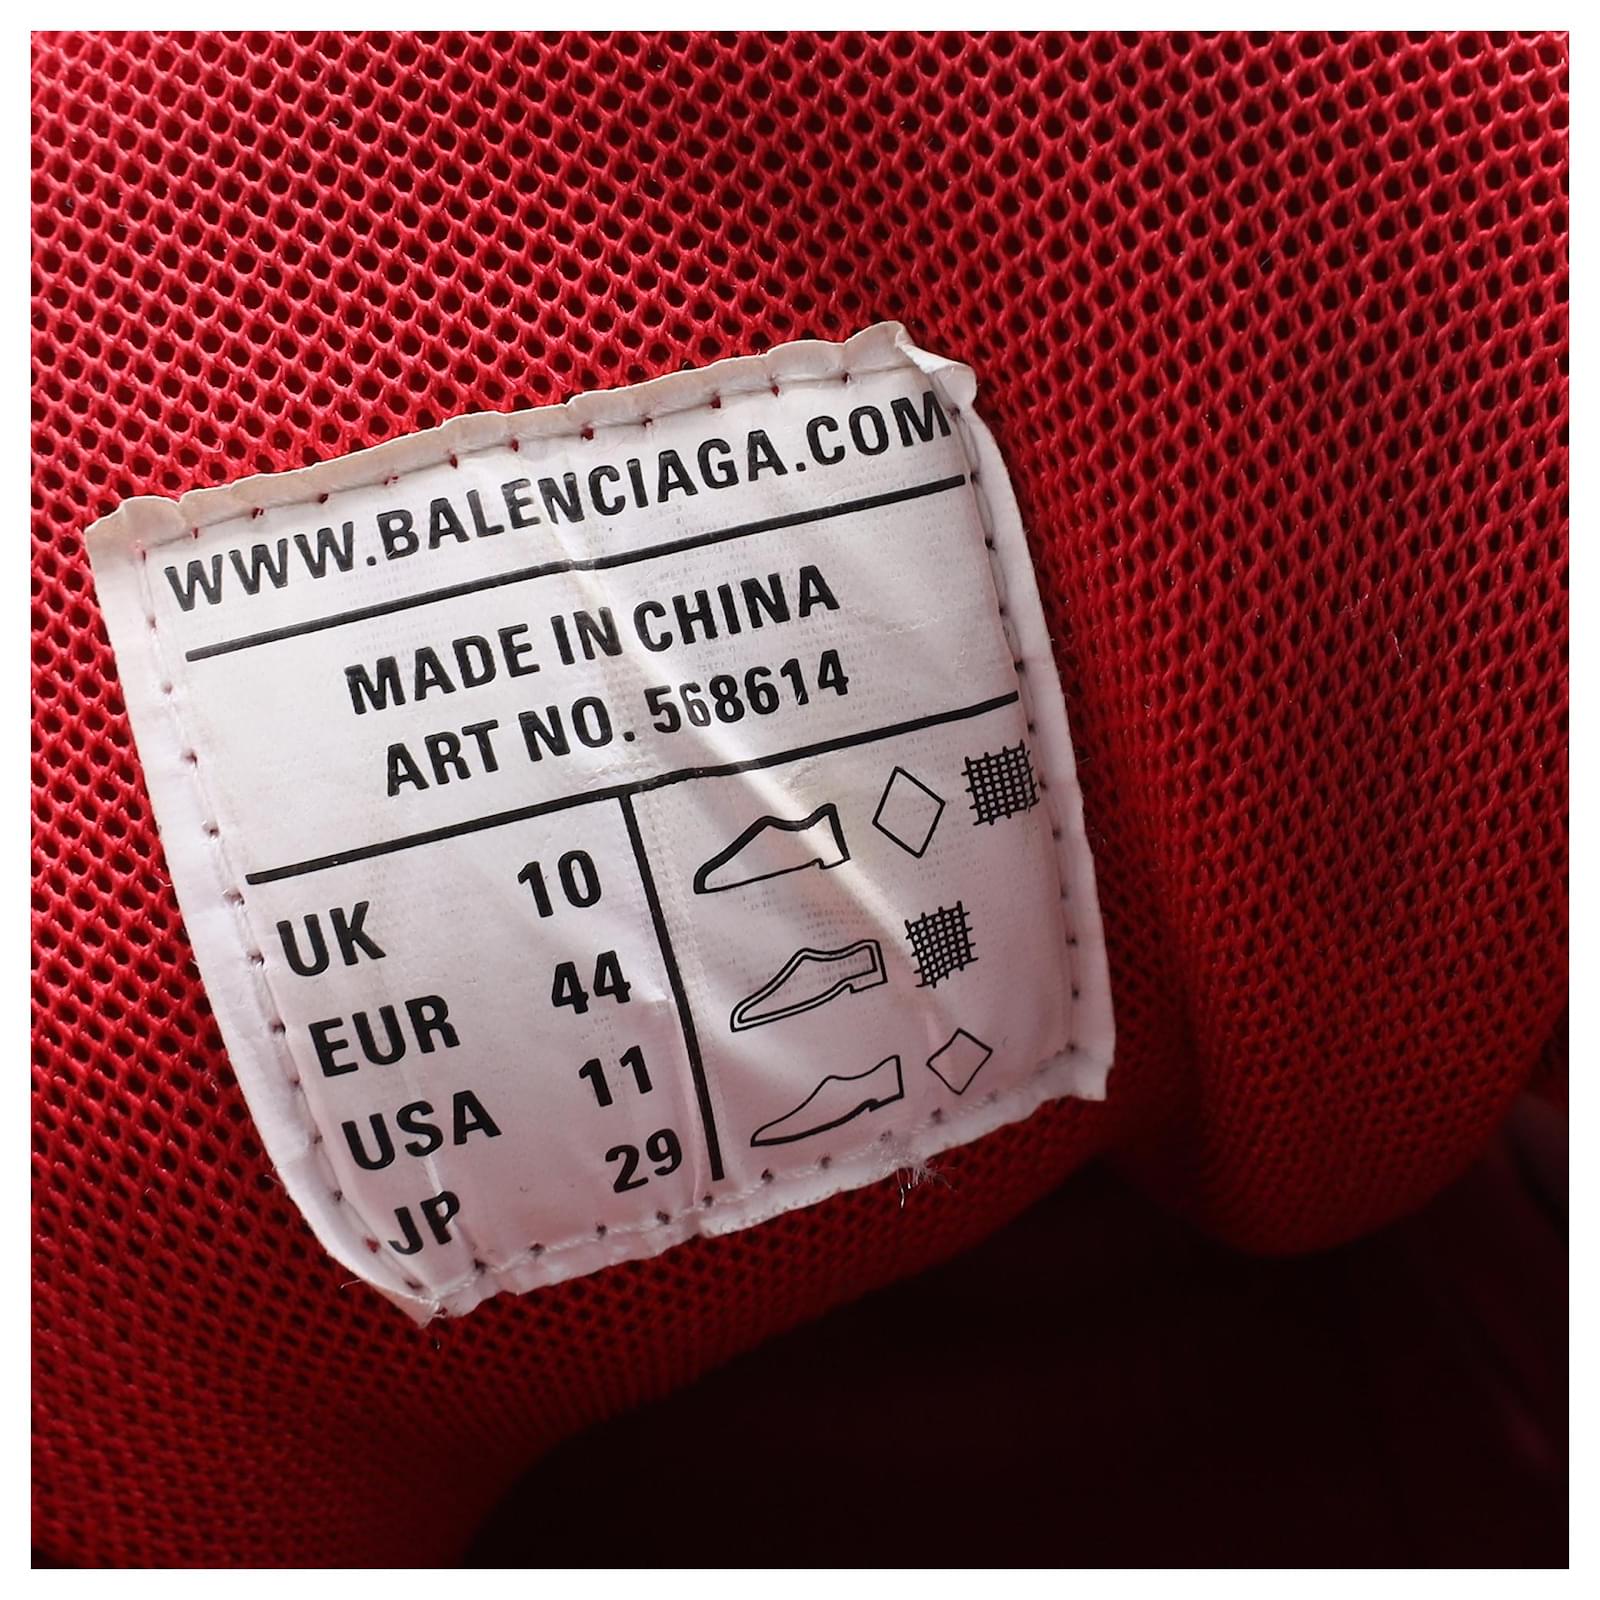 WWW.BALENCIAGA.COM
MADE IN CHINA
ART NO. 568614
UK 10
EUR 44
USA 11
JP 29